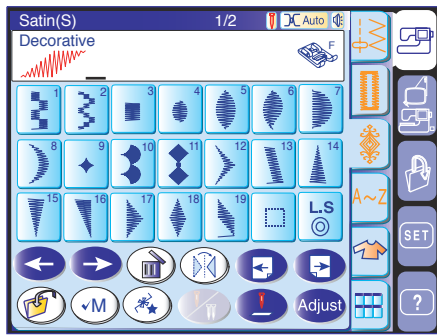 Satin(S) 1/2 Auto
Decorative F
1 2 3 4 5 6 7
8 9 10 11 12 13 14
15 16 17 18 19 L.S
A~Z
SET
✓M Adjust ?